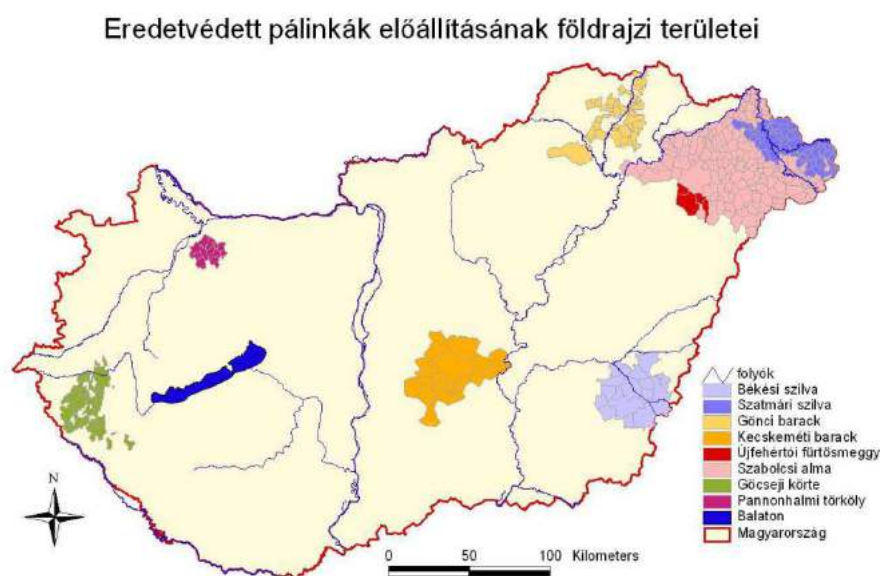 Eredetvédett pálinkák előállításának földrajzi területei
folyók
Békési szilva
Szatmári szilva
Gönci barack
Kecskeméti barack
Újfehértói fürtösmeggy
Szabolcsi alma
Göcseji körte
Pannonhalmi törköly
Balaton
Magyarország
N
0 50 100 Kilometers